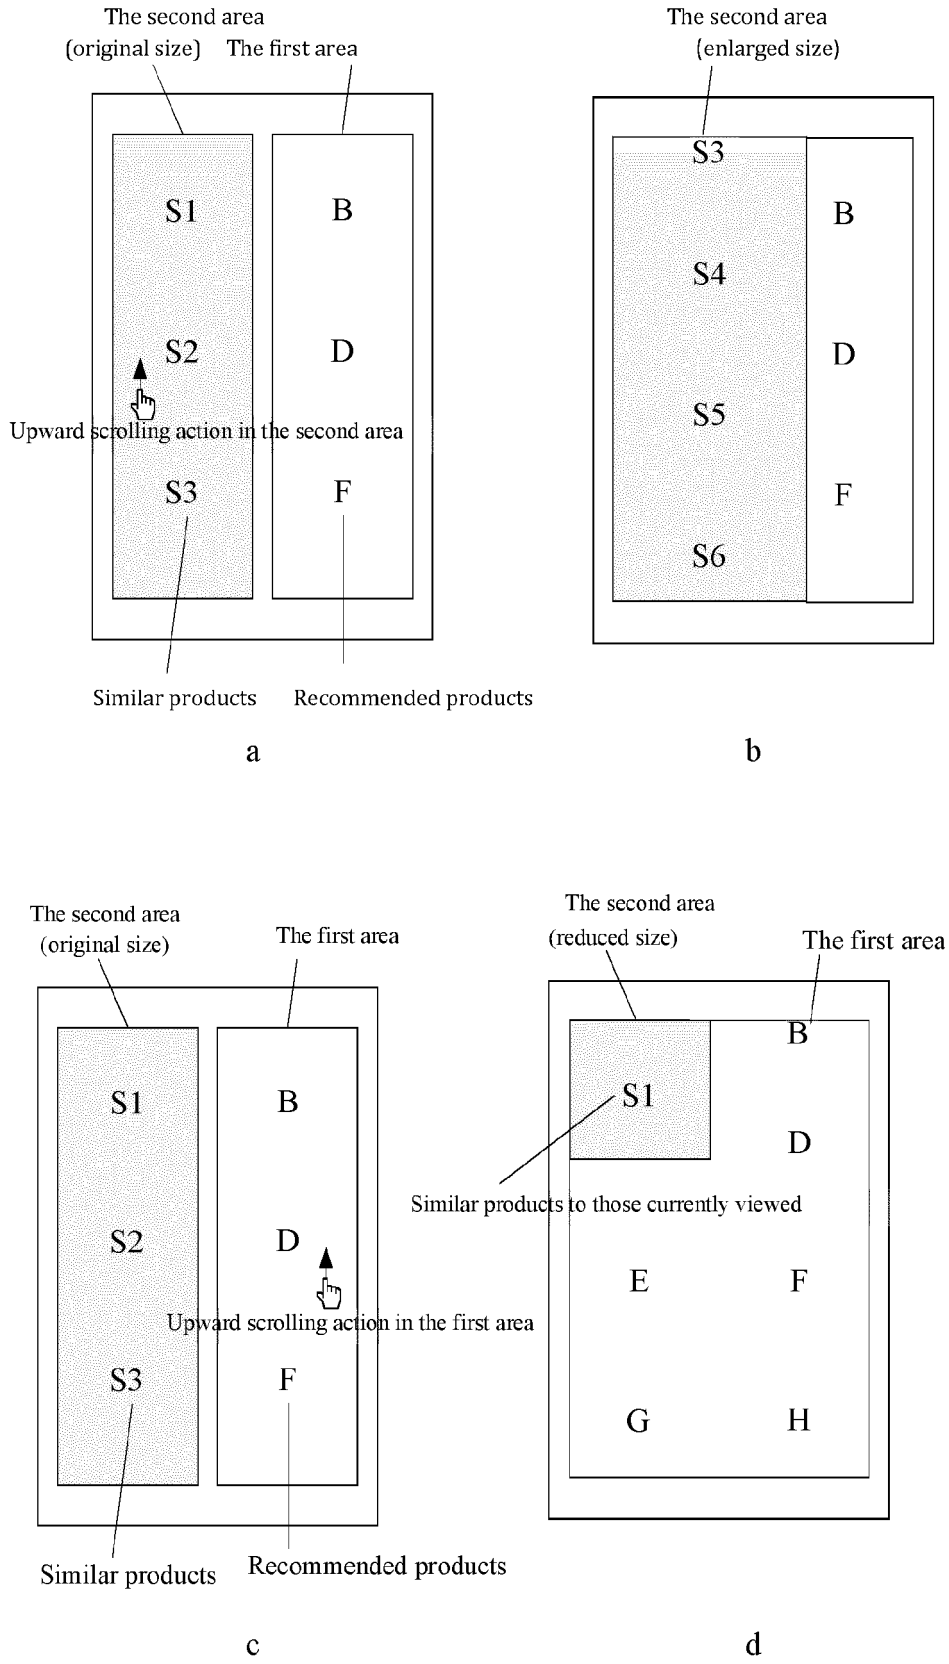 The second area
(original size)
The first area
S1
B
S2
D
Upward scrolling action in the second area
S3
F
Similar products
Recommended products
a
The second area
(enlarged size)
S3
B
S4
D
S5
F
S6
b
The second area
(original size)
The first area
S1
B
S2
D
Upward scrolling action in the first area
S3
F
Similar products
Recommended products
c
The second area
(reduced size)
The first area
B
S1
D
Similar products to those currently viewed
E
F
G
H
d